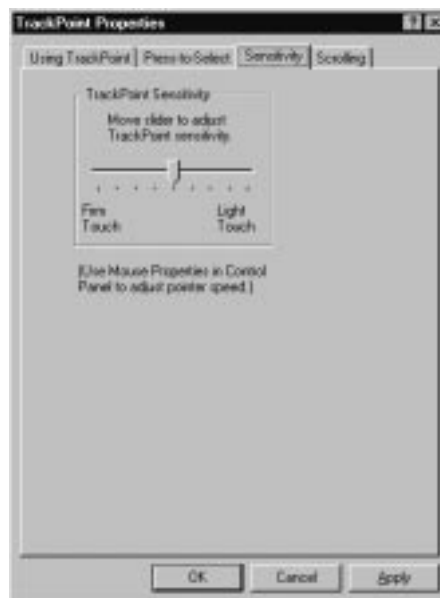 TrackPoint Properties
Using TrackPoint Press-to-Select Sensitivity Scrolling
TrackPoint Sensitivity
Move slider to adjust
TrackPoint sensitivity.
Firm Light
Touch Touch
(Use Mouse Properties in Control
Panel to adjust pointer speed.)
OK Cancel Apply